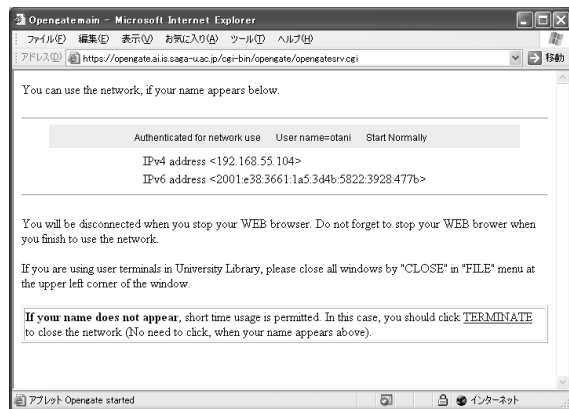 Opengatemain - Microsoft Internet Explorer
ファイル(F) 編集(E) 表示(V) お気に入り(A) ツール(T) ヘルプ(H)
アドレス(D) https://opengate.ai.is.saga-u.ac.jp/cgi-bin/opengate/opengatesrv.cgi 移動
You can use the network, if your name appears below.
Authenticated for network use User name=otani Start Normally
IPv4 address <192.168.55.104>
IPv6 address <2001:e38:3661:1a5:3d4b:5822:3928:477b>
You will be disconnected when you stop your WEB browser. Do not forget to stop your WEB brower when
you finish to use the network.
If you are using user terminals in University Library, please close all windows by "CLOSE" in "FILE" menu at
the upper left corner of the window.
If your name does not appear, short time usage is permitted. In this case, you should click TERMINATE
to close the network (No need to click, when your name appears above).
アプレット Opengate started インターネット